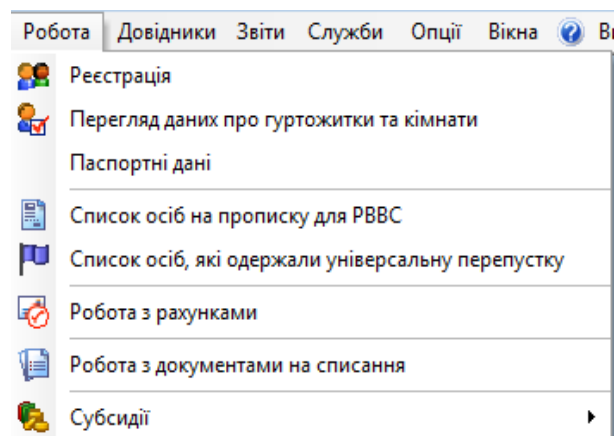 Робота Довідники Звіти Служби Опції Вікна
Реєстрація
Перегляд даних про гуртожитки та кімнати
Паспортні дані
Список осіб на прописку для РВВС
Список осіб, які одержали універсальну перепустку
Робота з рахунками
Робота з документами на списання
Субсидії